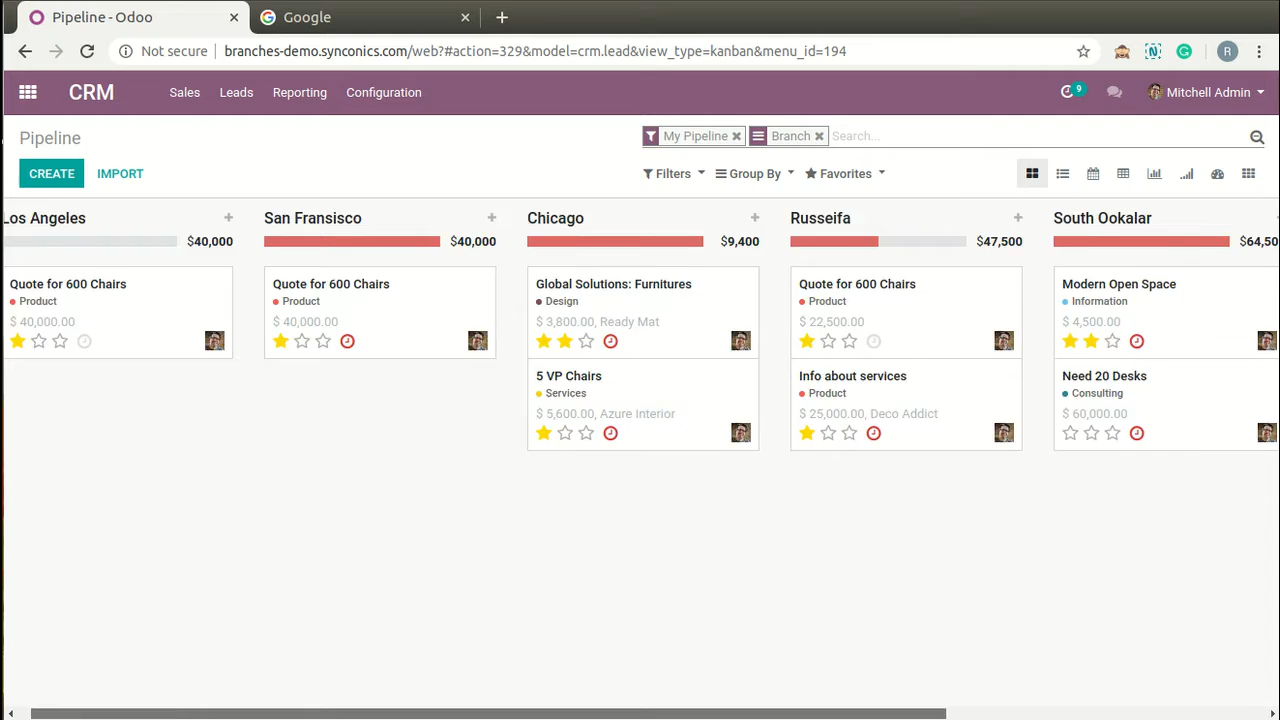 Pipeline - Odoo
Google
Not secure
branches-demo.synconics.com/web?#action=329&model=crm.lead&view_type=kanban&menu_id=194
R
CRM
Sales
Leads
Reporting
Configuration
9
Mitchell Admin
Pipeline
My Pipeline
Branch
Search...
CREATE
IMPORT
Filters
Group By
Favorites
Los Angeles
$40,000
Quote for 600 Chairs
Product
$ 40,000.00
San Fransisco
$40,000
Quote for 600 Chairs
Product
$ 40,000.00
Chicago
$9,400
Global Solutions: Furnitures
Design
$ 3,800.00, Ready Mat
5 VP Chairs
Services
$ 5,600.00, Azure Interior
Russeifa
$47,500
Quote for 600 Chairs
Product
$ 22,500.00
Info about services
Product
$ 25,000.00, Deco Addict
South Ookalar
$64,50
Modern Open Space
Information
$ 4,500.00
Need 20 Desks
Consulting
$ 60,000.00